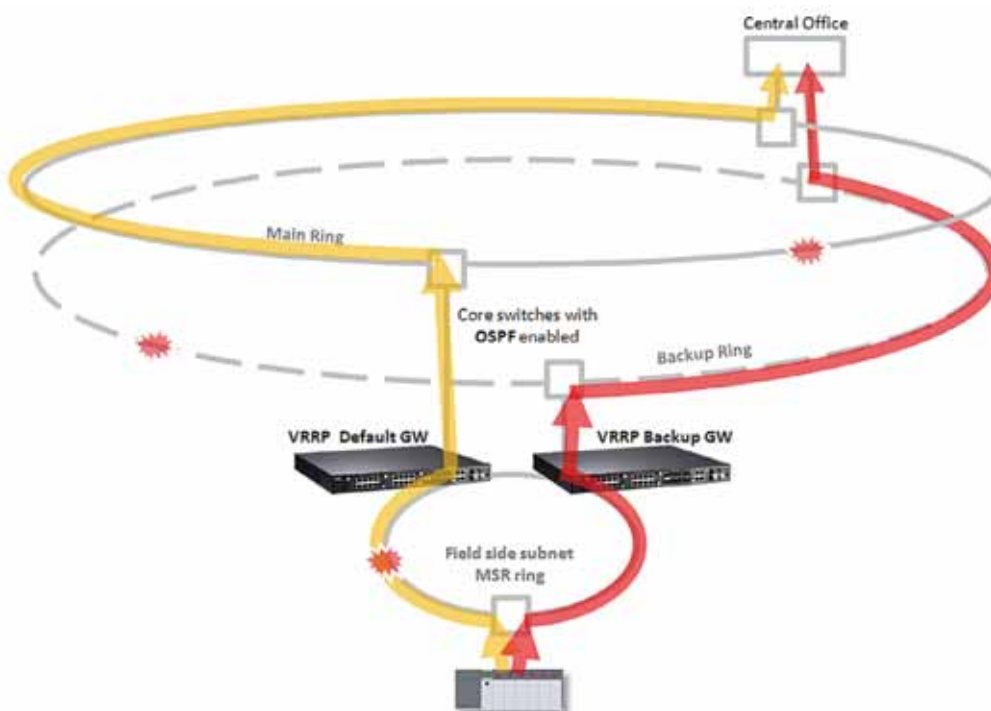 Central Office
Main Ring
Core switches with
OSPF enabled
Backup Ring
VRRP Default GW
VRRP Backup GW
Field side subnet
MSR ring